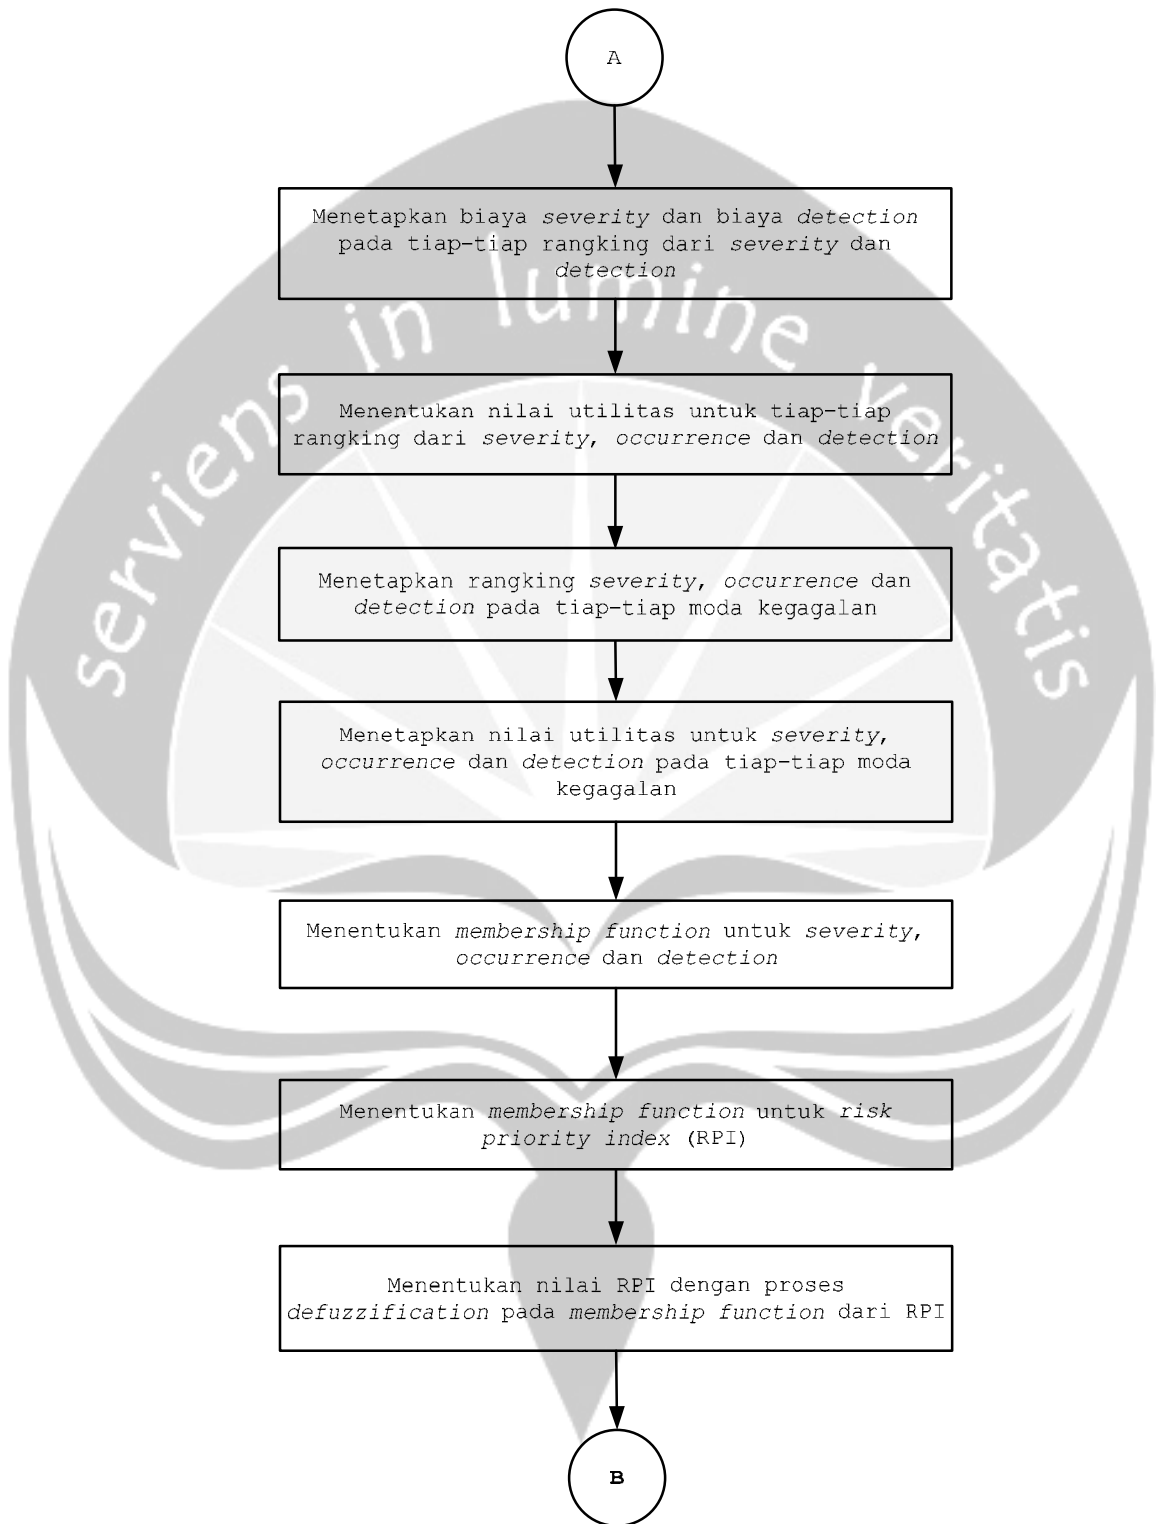 A
Menetapkan biaya severity dan biaya detection
pada tiap-tiap rangking dari severity dan
detection
serviens in lumine veritatis
Menentukan nilai utilitas untuk tiap-tiap
rangking dari severity, occurrence dan detection
Menetapkan rangking severity, occurrence dan
detection pada tiap-tiap moda kegagalan
Menetapkan nilai utilitas untuk severity,
occurrence dan detection pada tiap-tiap moda
kegagalan
Menentukan membership function untuk severity,
occurrence dan detection
Menentukan membership function untuk risk
priority index (RPI)
Menentukan nilai RPI dengan proses
defuzzification pada membership function dari RPI
B